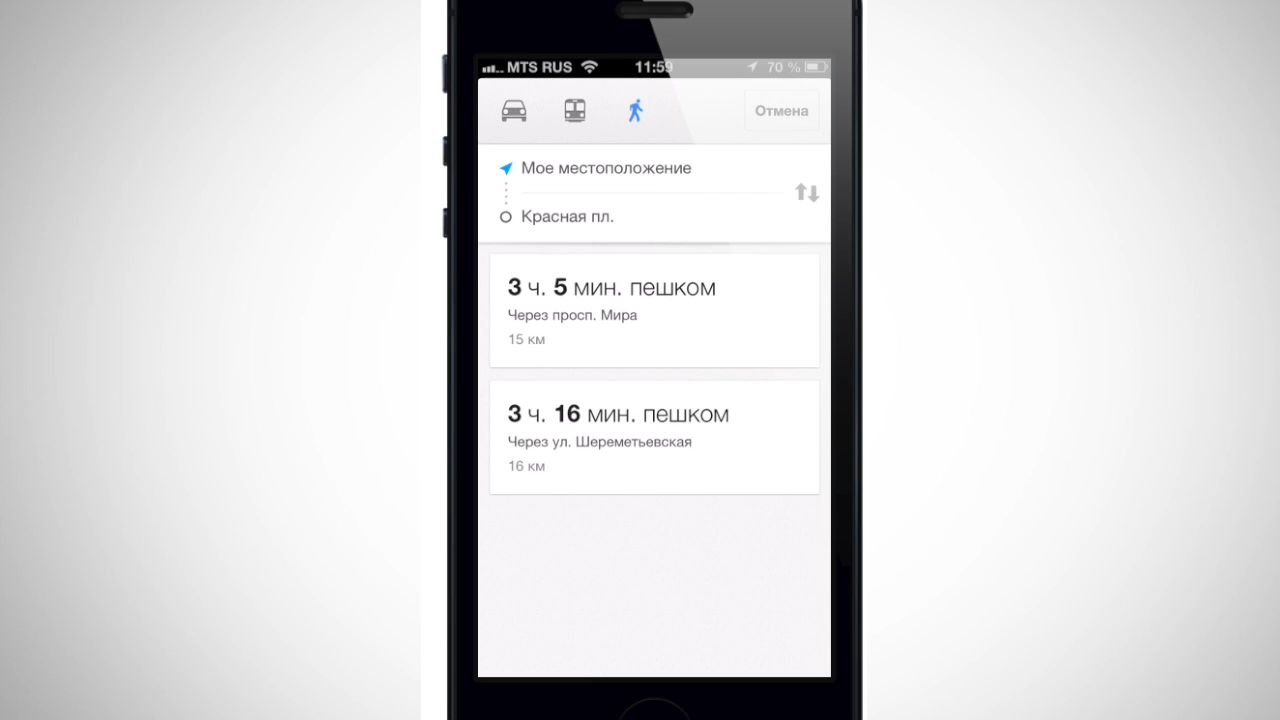 MTS RUS 11:59 70 %
Отмена
Мое местоположение
Красная пл.
3 ч. 5 мин. пешком
Через просп. Мира
15 км
3 ч. 16 мин. пешком
Через ул. Шереметьевская
16 км